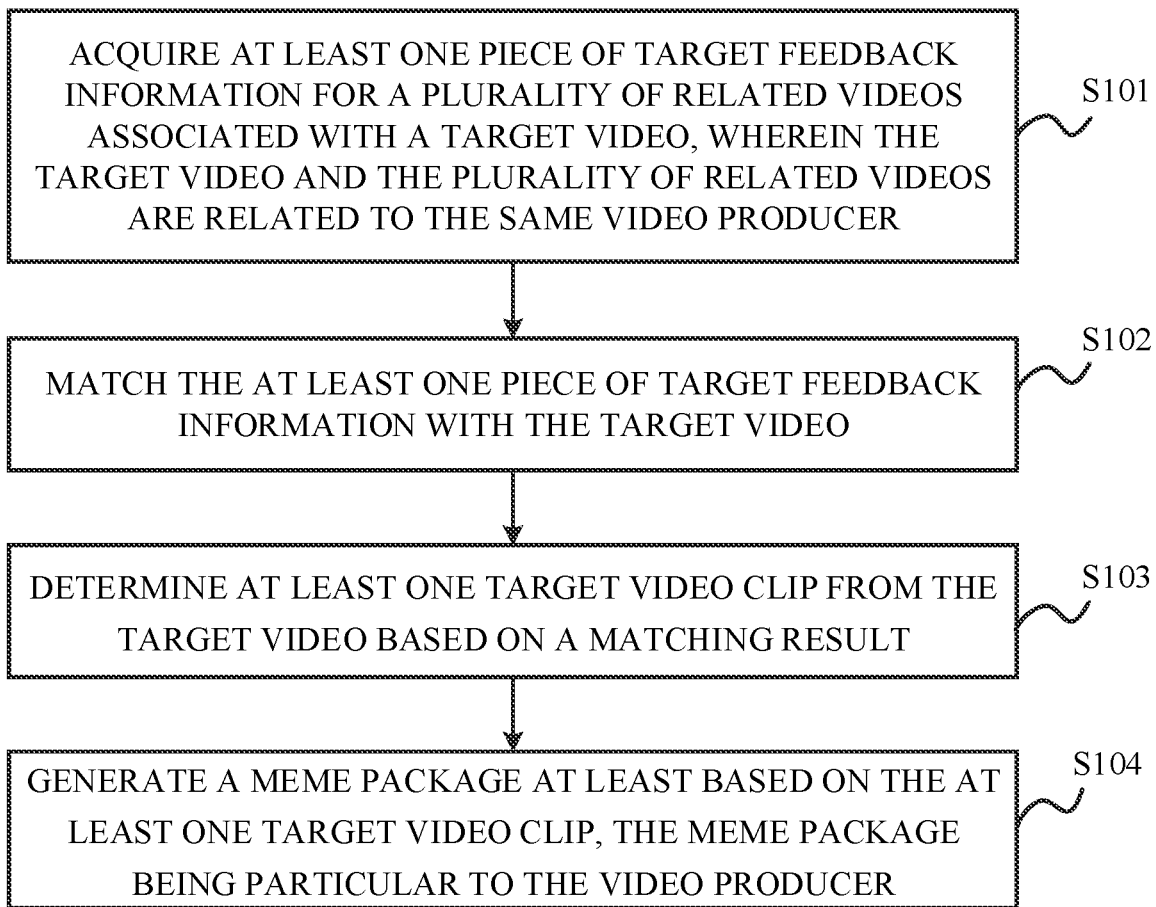 ACQUIRE AT LEAST ONE PIECE OF TARGET FEEDBACK
INFORMATION FOR A PLURALITY OF RELATED VIDEOS
ASSOCIATED WITH A TARGET VIDEO, WHEREIN THE
TARGET VIDEO AND THE PLURALITY OF RELATED VIDEOS
ARE RELATED TO THE SAME VIDEO PRODUCER
S101
MATCH THE AT LEAST ONE PIECE OF TARGET FEEDBACK
INFORMATION WITH THE TARGET VIDEO
S102
DETERMINE AT LEAST ONE TARGET VIDEO CLIP FROM THE
TARGET VIDEO BASED ON A MATCHING RESULT
S103
GENERATE A MEME PACKAGE AT LEAST BASED ON THE AT
LEAST ONE TARGET VIDEO CLIP, THE MEME PACKAGE
BEING PARTICULAR TO THE VIDEO PRODUCER
S104